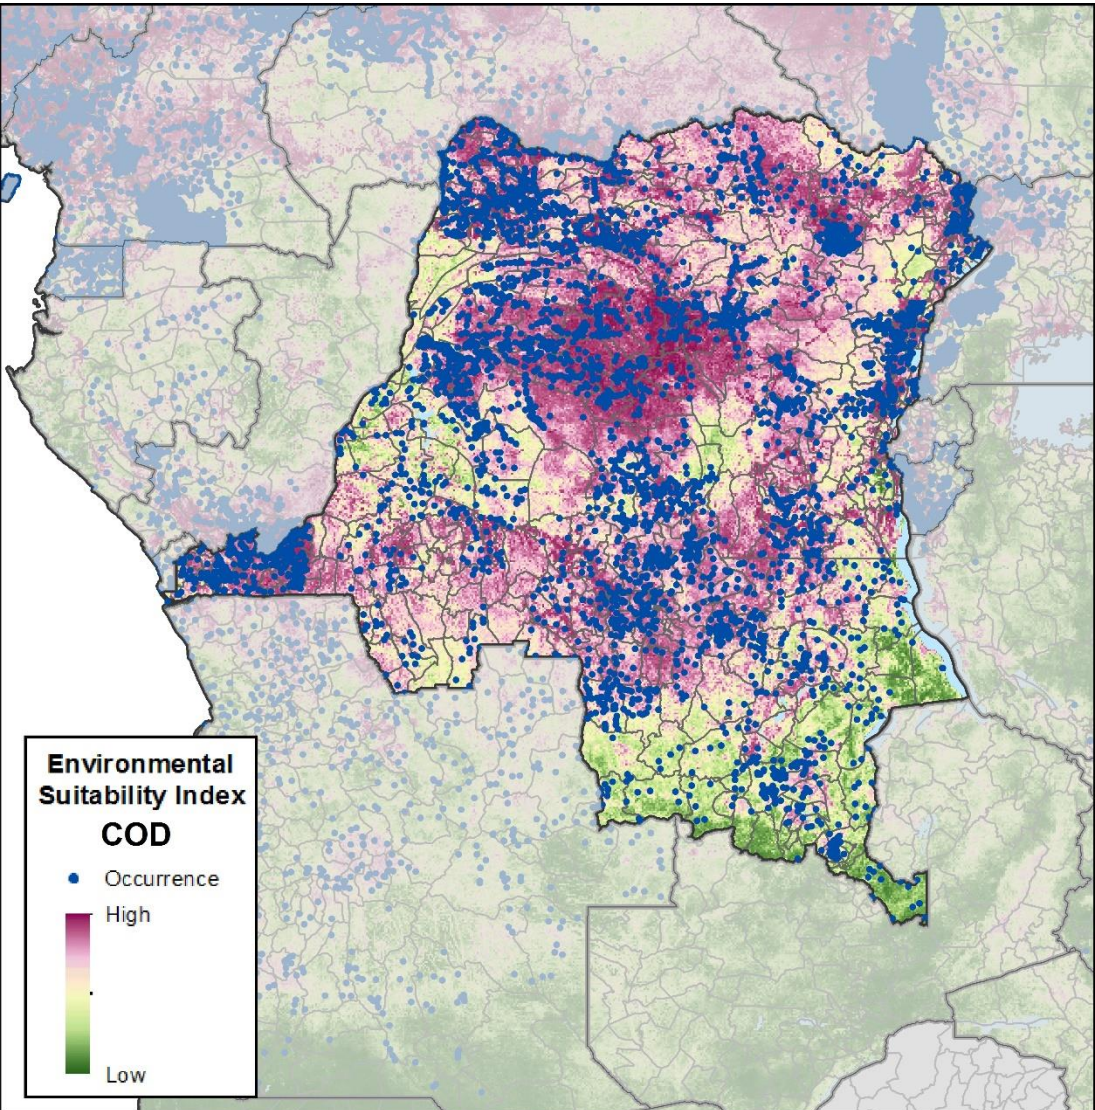 Environmental
Suitability Index
COD
Occurrence
High
Low